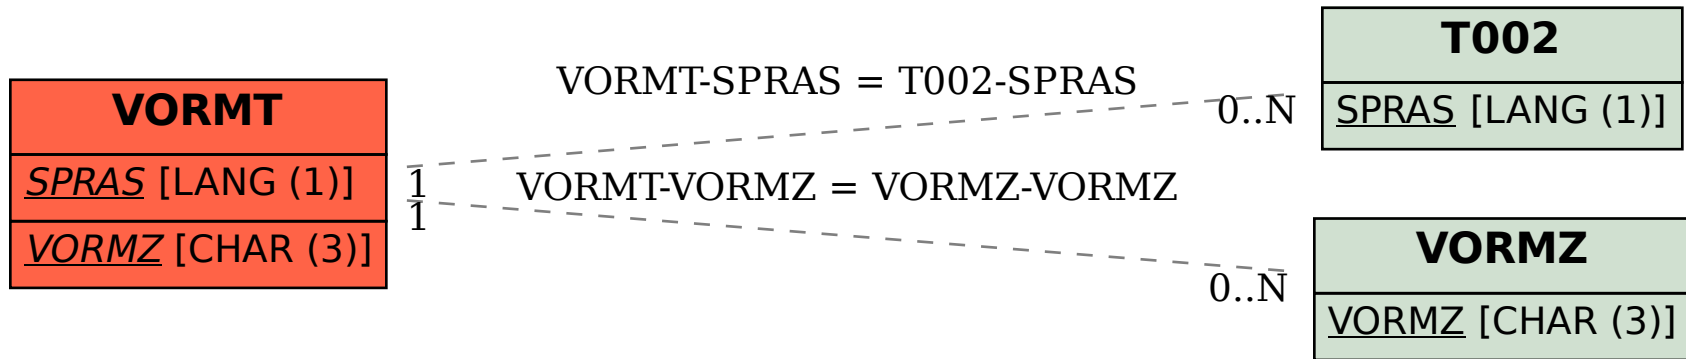 VORMT
SPRAS [LANG (1)]
VORMZ [CHAR (3)]
VORMT-SPRAS = T002-SPRAS
1
0..N
VORMT-VORMZ = VORMZ-VORMZ
1
0..N
T002
SPRAS [LANG (1)]
VORMZ
VORMZ [CHAR (3)]